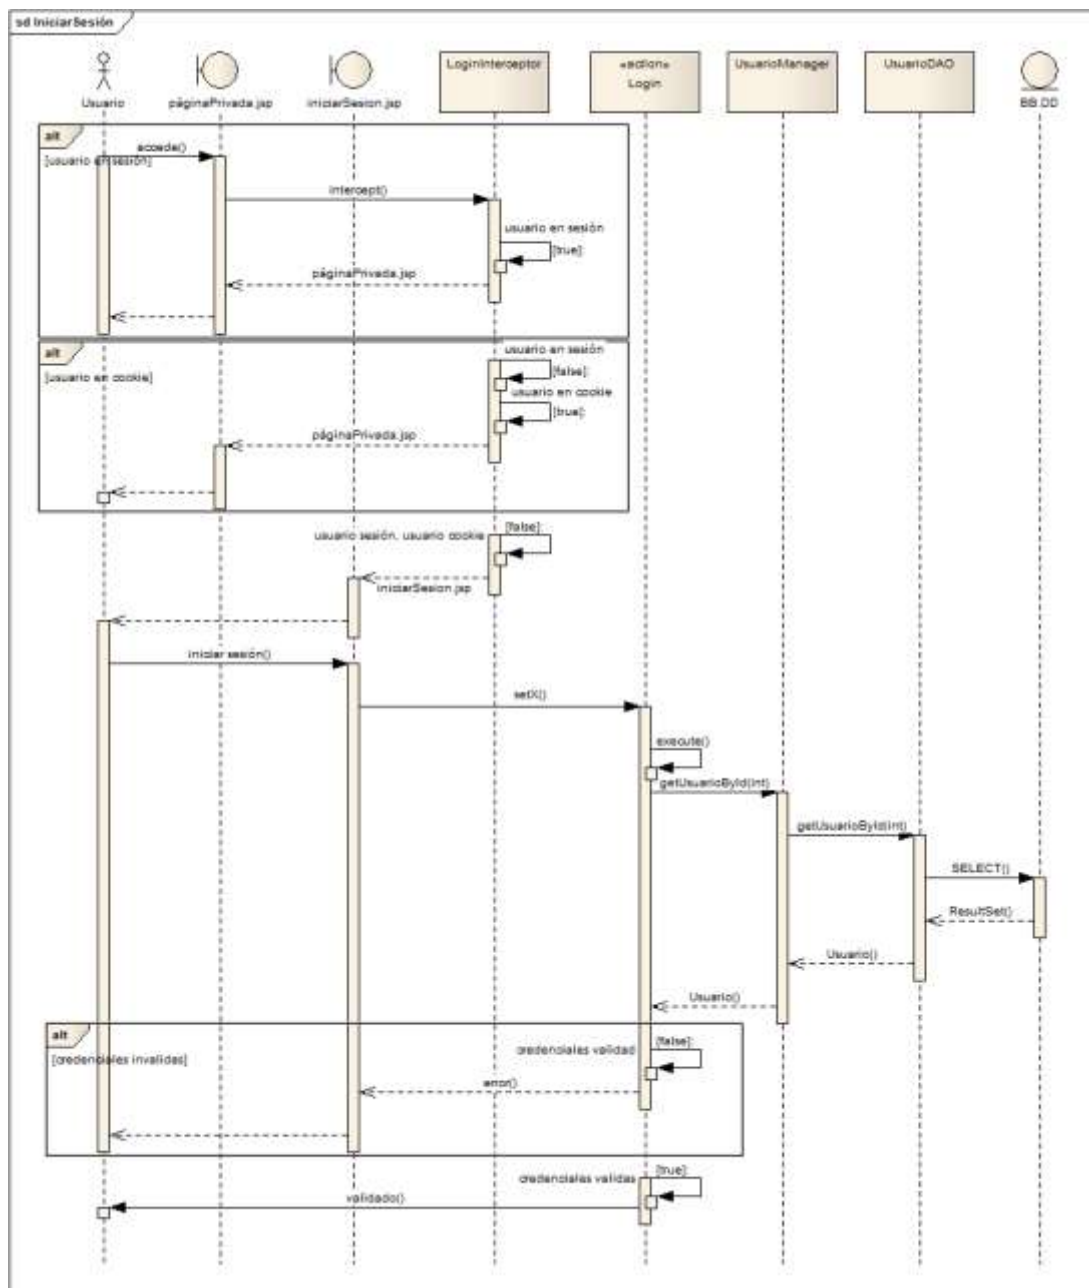 sd IniciarSesión
Usuario
páginaPrivada.jsp
iniciarSesion.jsp
LoginInterceptor
«action»
Login
UsuarioManager
UsuarioDAO
BB.DD
alt
[usuario en sesión]
accede()
intercept()
usuario en sesión
[true]:
páginaPrivada.jsp
alt
[usuario en cookie]
usuario en sesión
[false]:
usuario en cookie
[true]:
páginaPrivada.jsp
[false]:
usuario sesión, usuario cookie
iniciarSesion.jsp
iniciar sesión()
setX()
execute()
getUsuarioById(int)
getUsuarioById(int)
SELECT()
ResultSet()
Usuario()
Usuario()
alt
[credenciales invalidas]
credenciales validad
[false]:
error()
credenciales validas
[true]:
validado()